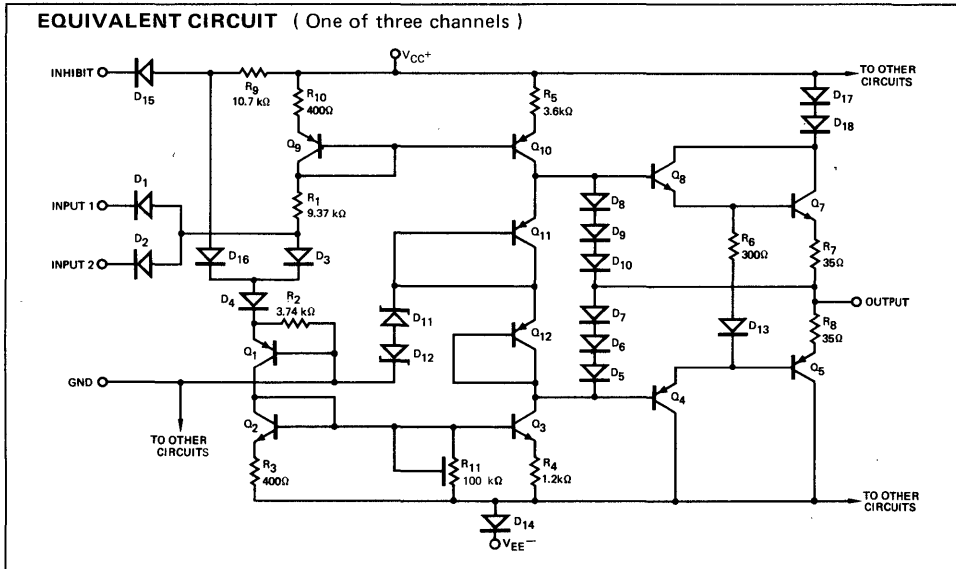 EQUIVALENT CIRCUIT ( One of three channels )
VCC+
INHIBIT
D15
R9
10.7 kΩ
R10
400Ω
R5
3.6kΩ
TO OTHER
CIRCUITS
D17
D18
Q9
Q10
Q8
Q7
INPUT 1
D1
R1
9.37 kΩ
D8
Q11
D9
R6
300Ω
R7
35Ω
INPUT 2
D2
D16
D3
D10
OUTPUT
D4
R2
3.74 kΩ
D11
D7
D13
R8
35Ω
Q1
D12
Q12
D6
GND
D5
Q4
Q5
Q2
Q3
TO OTHER
CIRCUITS
R3
400Ω
R11
100 kΩ
R4
1.2kΩ
TO OTHER
CIRCUITS
D14
VEE−